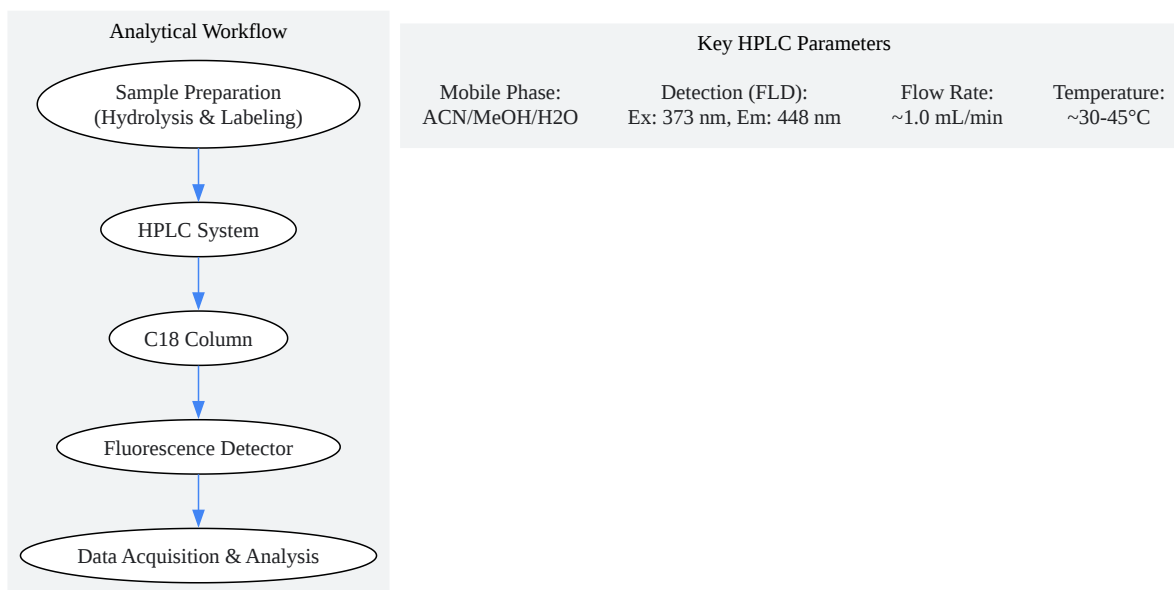 Analytical Workflow
Sample Preparation
(Hydrolysis & Labeling)
HPLC System
C18 Column
Fluorescence Detector
Data Acquisition & Analysis
Key HPLC Parameters
Mobile Phase:
ACN/MeOH/H2O
Detection (FLD):
Ex: 373 nm, Em: 448 nm
Flow Rate:
~1.0 mL/min
Temperature:
~30-45°C